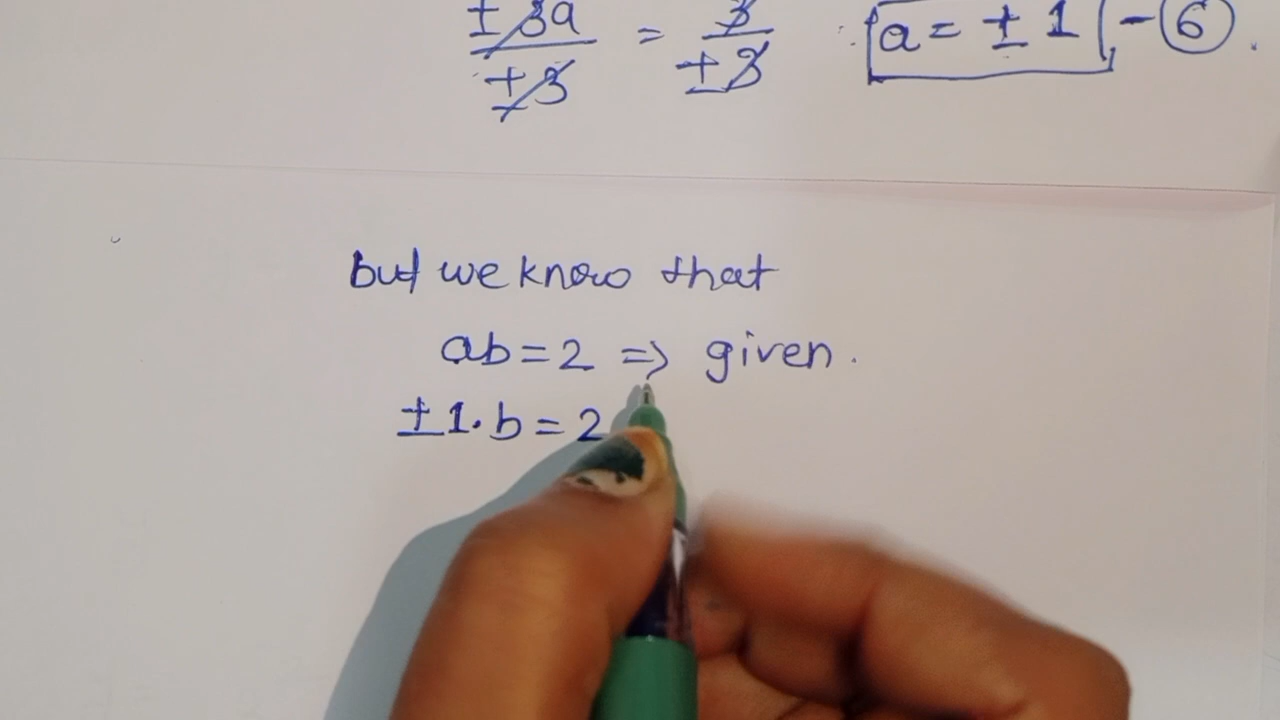 ± 3a / ±3 = 3 / ±3 ∴ a = ± 1 - 6.
but we know that
ab = 2 => given.
±1. b = 2